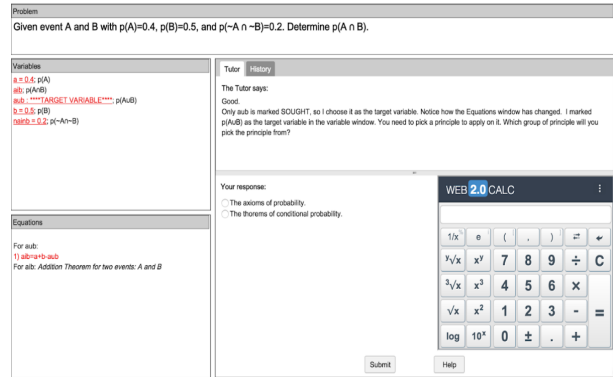 Problem
Given event A and B with p(A)=0.4, p(B)=0.5, and p(~A ∩ ~B)=0.2. Determine p(A ∩ B).
Variables
a = 0.4; p(A)
aib; p(A∩B)
aub : ****TARGET VARIABLE****; p(AuB)
b = 0.5; p(B)
nainb = 0.2; p(~A∩~B)
Tutor History
The Tutor says:
Good.
Only aub is marked SOUGHT, so I choose it as the target variable. Notice how the Equations window has changed. I marked
p(AuB) as the target variable in the variable window. You need to pick a principle to apply on it. Which group of principle will you
pick the principle from?
Your response:
The axioms of probability.
The thorems of conditional probability.
Equations
For aub:
1) aib=a+b-aub
For aib: Addition Theorem for two events: A and B
WEB 2.0 CALC
1/x e ( , )
ʸ√x xʸ 7 8 9 ÷ C
³√x x³ 4 5 6 ×
√x x² 1 2 3 - =
log 10ˣ 0 ± . +
Submit Help